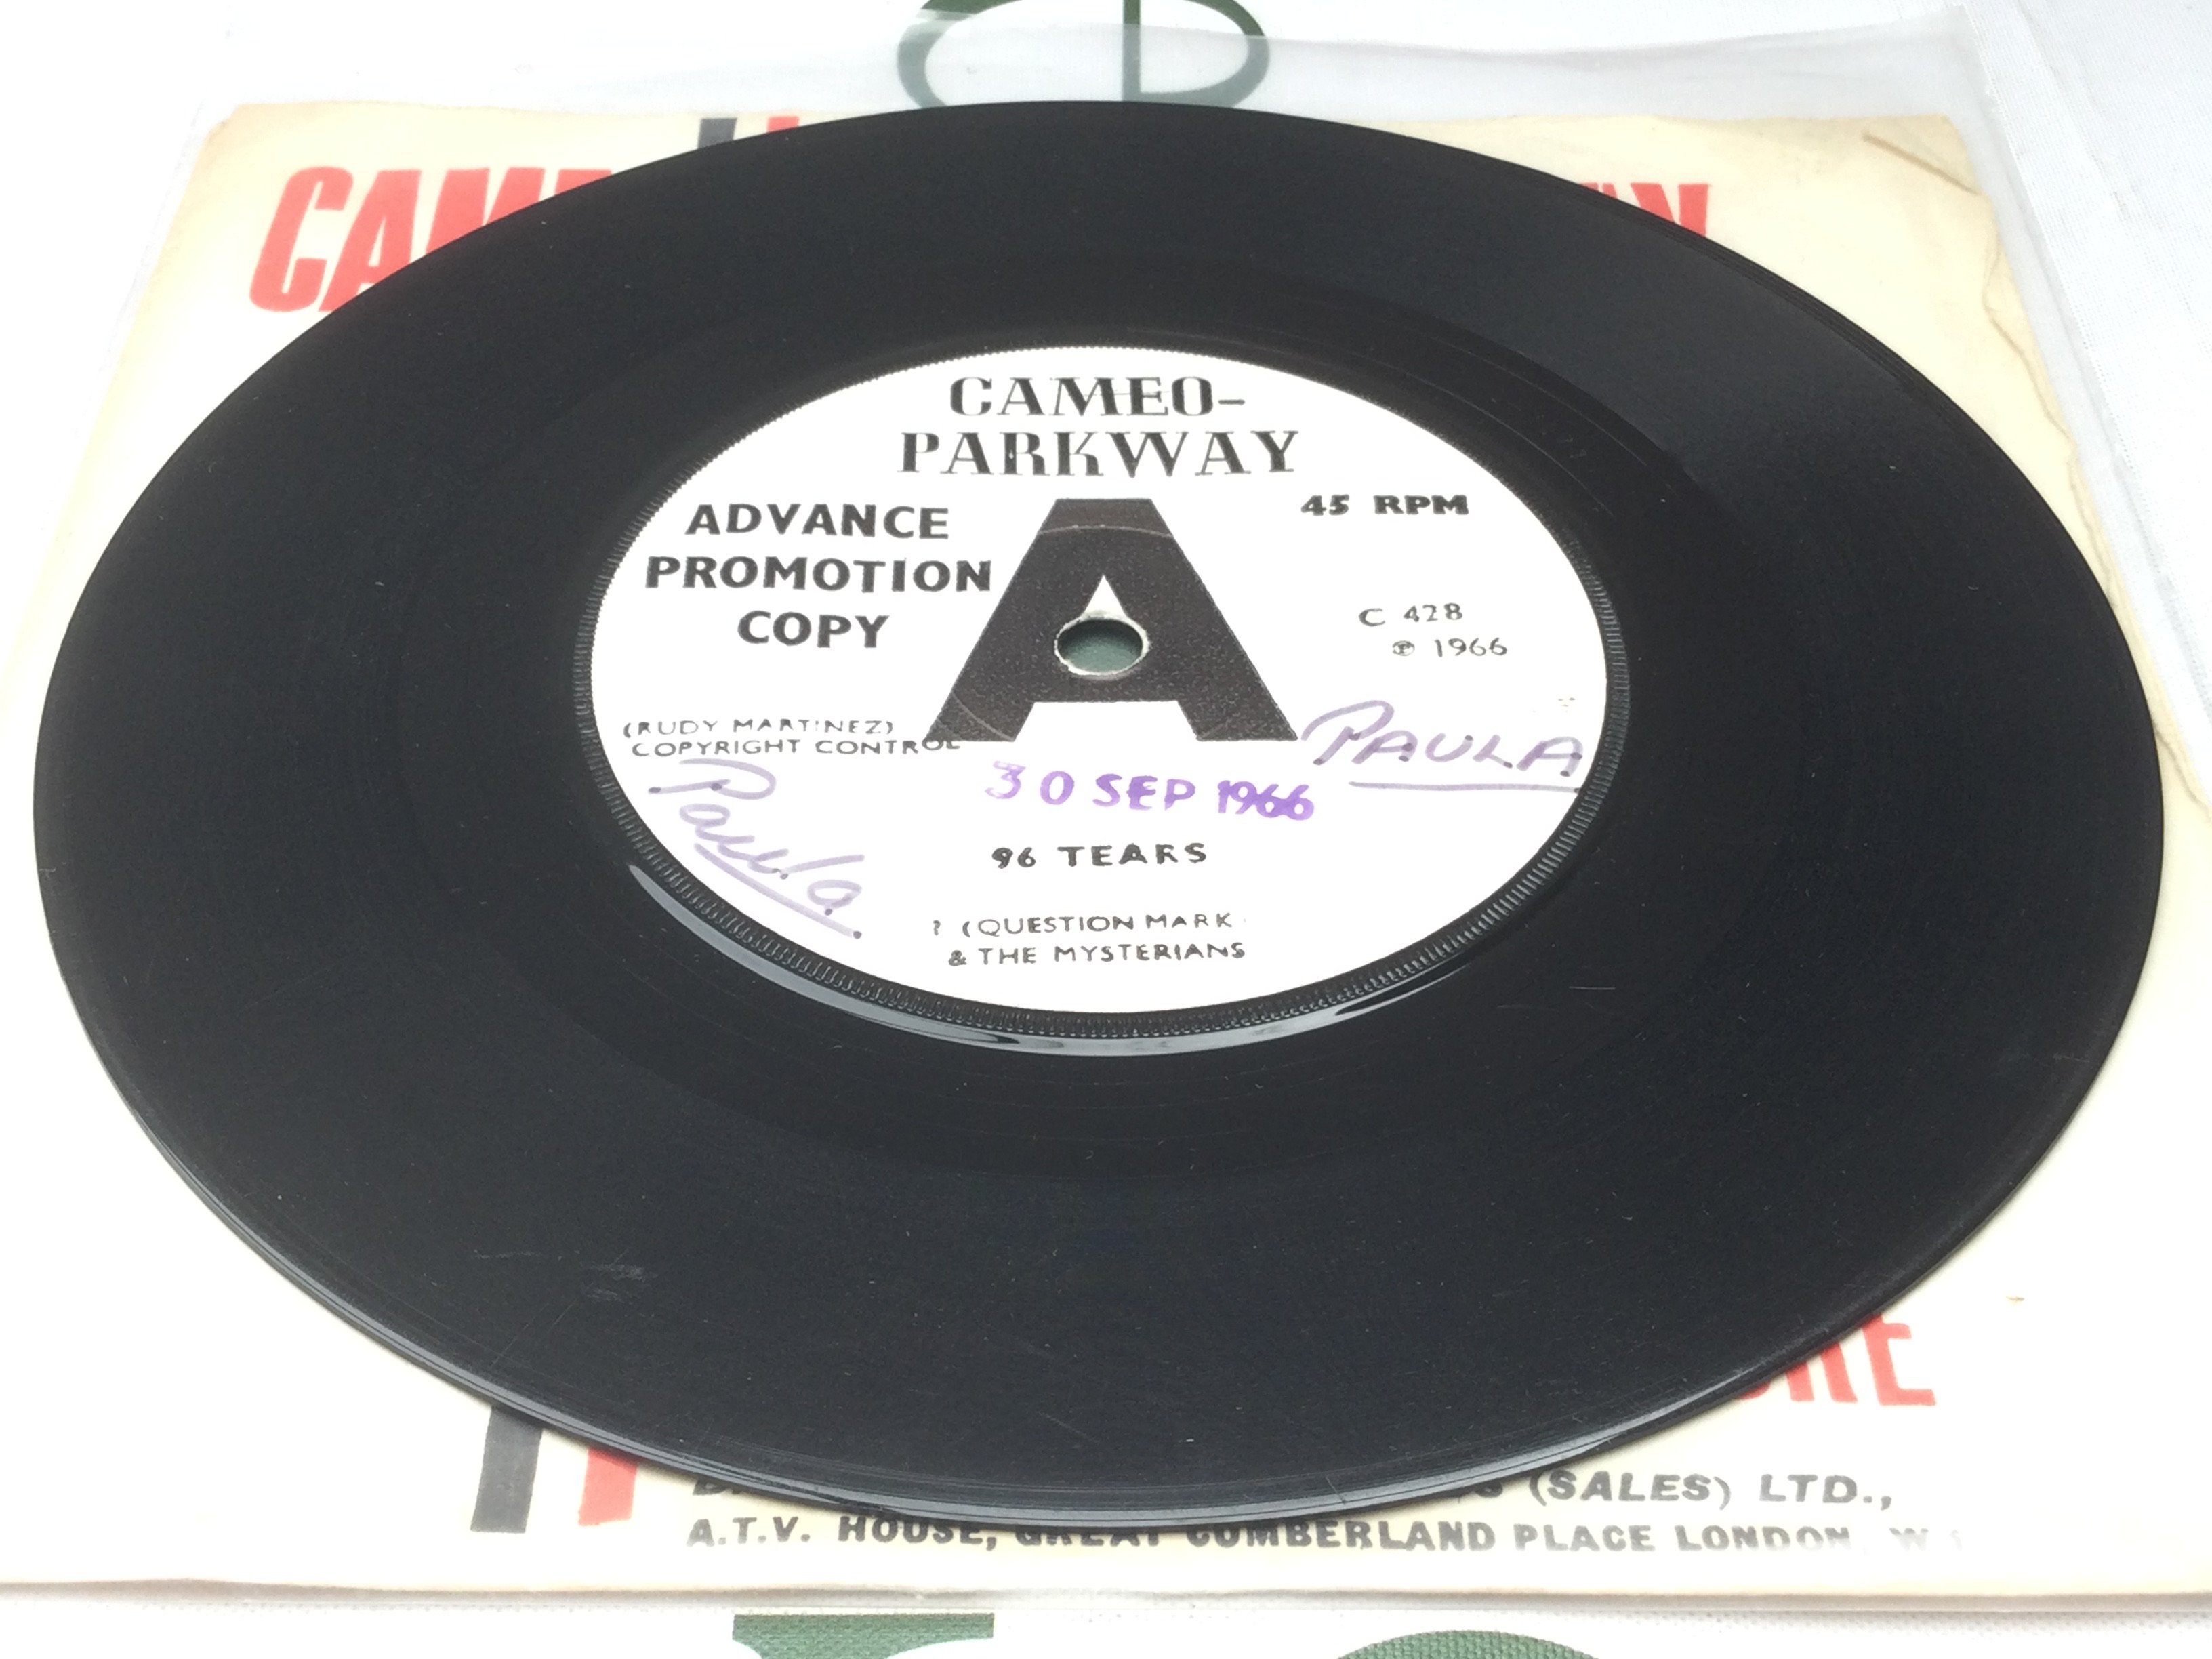 CAMEO-
PARKWAY
ADVANCE
PROMOTION
COPY
A
45 RPM
C 428
℗ 1966
(RUDY MARTINEZ)
COPYRIGHT CONTROL
PAULA
Paula
30 SEP 1966
96 TEARS
? (QUESTION MARK
& THE MYSTERIANS
(SALES) LTD.,
A.T.V. HOUSE, GREAT CUMBERLAND PLACE LONDON, W